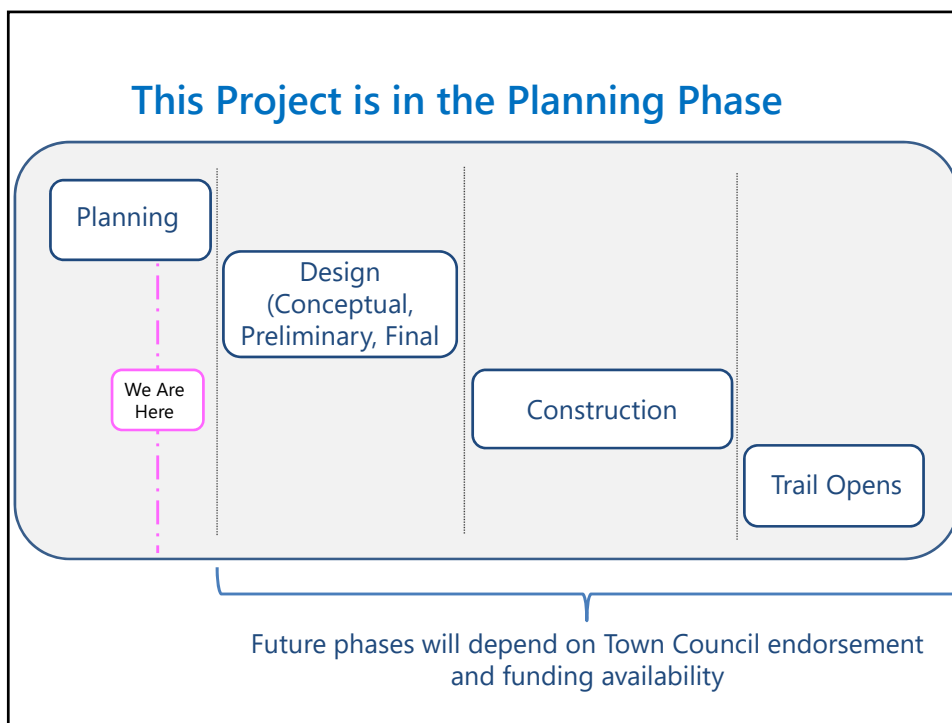 This Project is in the Planning Phase
Planning
Design
(Conceptual,
Preliminary, Final
We Are
Here
Construction
Trail Opens
Future phases will depend on Town Council endorsement
and funding availability